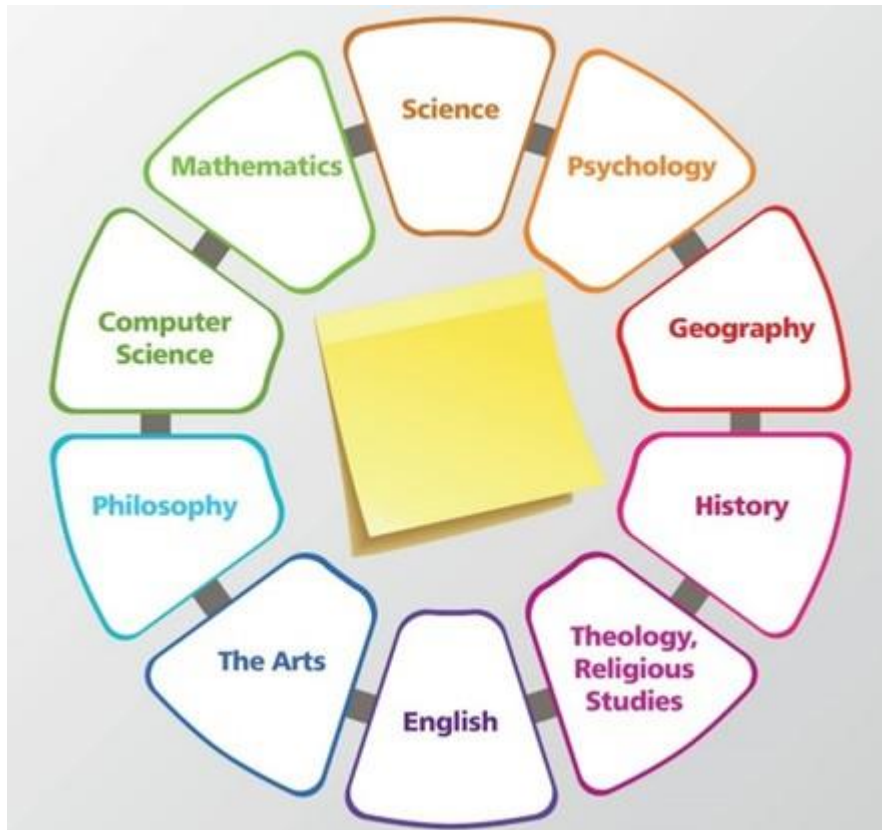 Science
Psychology
Geography
History
Theology,
Religious
Studies
English
The Arts
Philosophy
Computer
Science
Mathematics